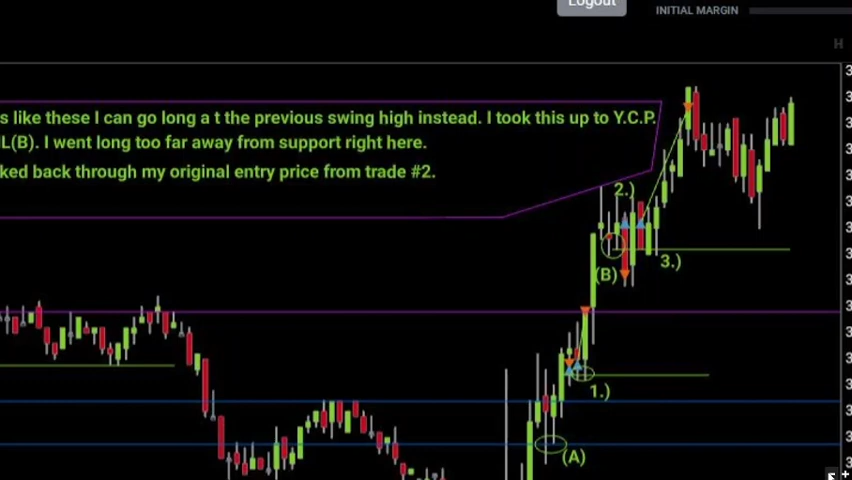 Logout
INITIAL MARGIN
H
s like these I can go long a t the previous swing high instead. I took this up to Y.C.P.
L(B). I went long too far away from support right here.
ked back through my original entry price from trade #2.
2.)
3.)
(B)
1.)
(A)